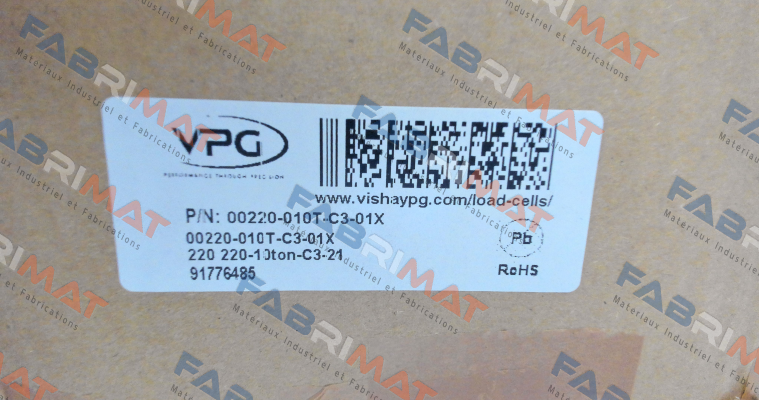 VPG
PERFORMANCE THROUGH PRECISION
www.vishaypg.com/load-cells/
P/N: 00220-010T-C3-01X
00220-010T-C3-01X
220 220-10ton-C3-21
91776485
Pb
RoHS
FABRIMAT
Matériaux Industriel et Fabrications